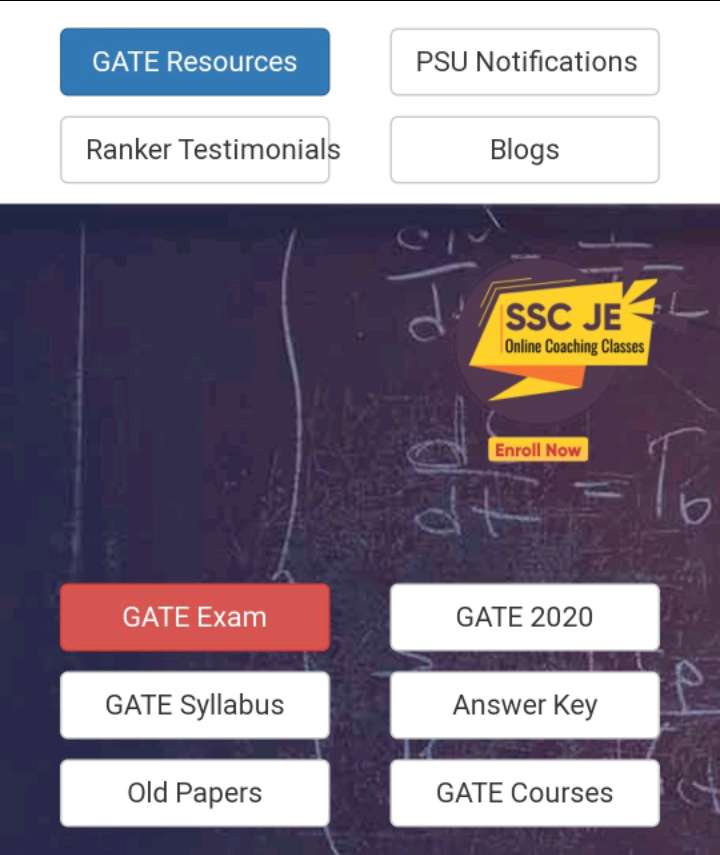 GATE Resources
PSU Notifications
Ranker Testimonials
Blogs
SSC JE
Online Coaching Classes
Enroll Now
GATE Exam
GATE 2020
GATE Syllabus
Answer Key
Old Papers
GATE Courses